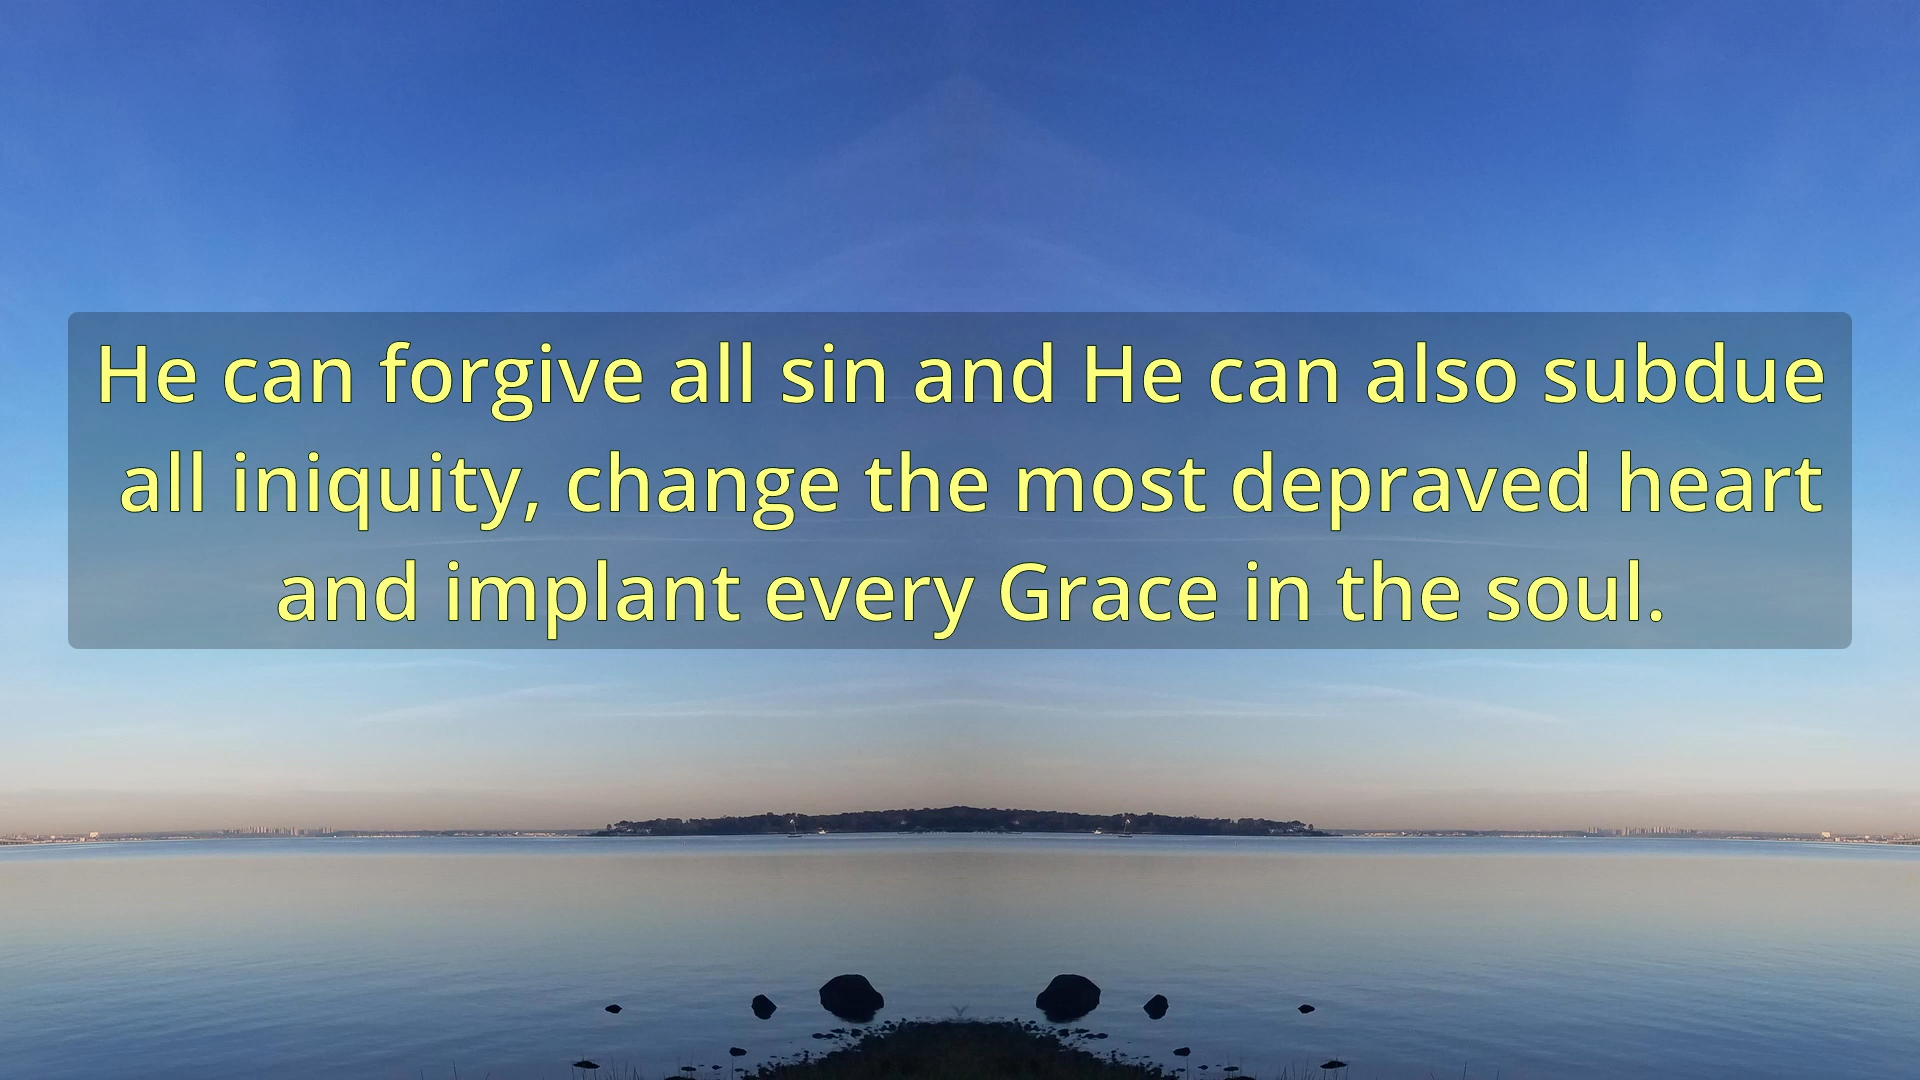 He can forgive all sin and He can also subdue
all iniquity, change the most depraved heart
and implant every Grace in the soul.